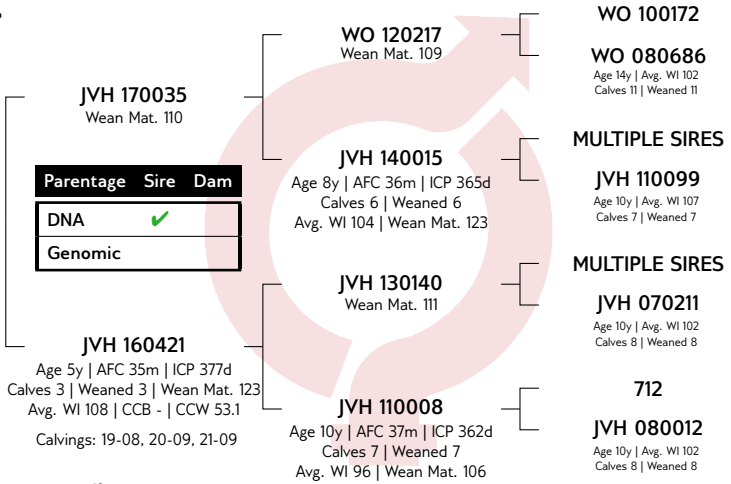 JVH 170035
Wean Mat. 110
Parentage Sire Dam
DNA ✔
Genomic
JVH 160421
Age 5y | AFC 35m | ICP 377d
Calves 3 | Weaned 3 | Wean Mat. 123
Avg. WI 108 | CCB - | CCW 53.1
Calvings: 19-08, 20-09, 21-09
WO 120217
Wean Mat. 109
JVH 140015
Age 8y | AFC 36m | ICP 365d
Calves 6 | Weaned 6
Avg. WI 104 | Wean Mat. 123
JVH 130140
Wean Mat. 111
JVH 110008
Age 10y | AFC 37m | ICP 362d
Calves 7 | Weaned 7
Avg. WI 96 | Wean Mat. 106
WO 100172
WO 080686
Age 14y | Avg. WI 102
Calves 11 | Weaned 11
MULTIPLE SIRES
JVH 110099
Age 10y | Avg. WI 107
Calves 7 | Weaned 7
MULTIPLE SIRES
JVH 070211
Age 10y | Avg. WI 102
Calves 8 | Weaned 8
712
JVH 080012
Age 10y | Avg. WI 102
Calves 8 | Weaned 8